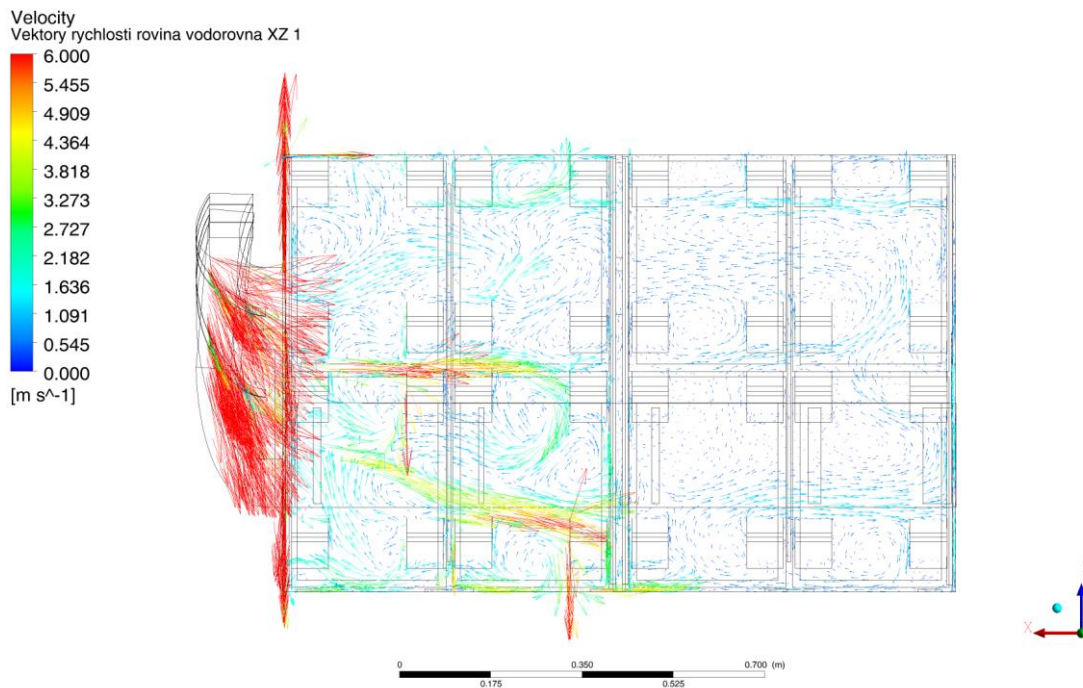 Velocity
Vektory rychlosti rovina vodorovna XZ 1
6.000
5.455
4.909
4.364
3.818
3.273
2.727
2.182
1.636
1.091
0.545
0.000
[m s^-1]
X
0 0.350 0.700 (m)
0.175 0.525